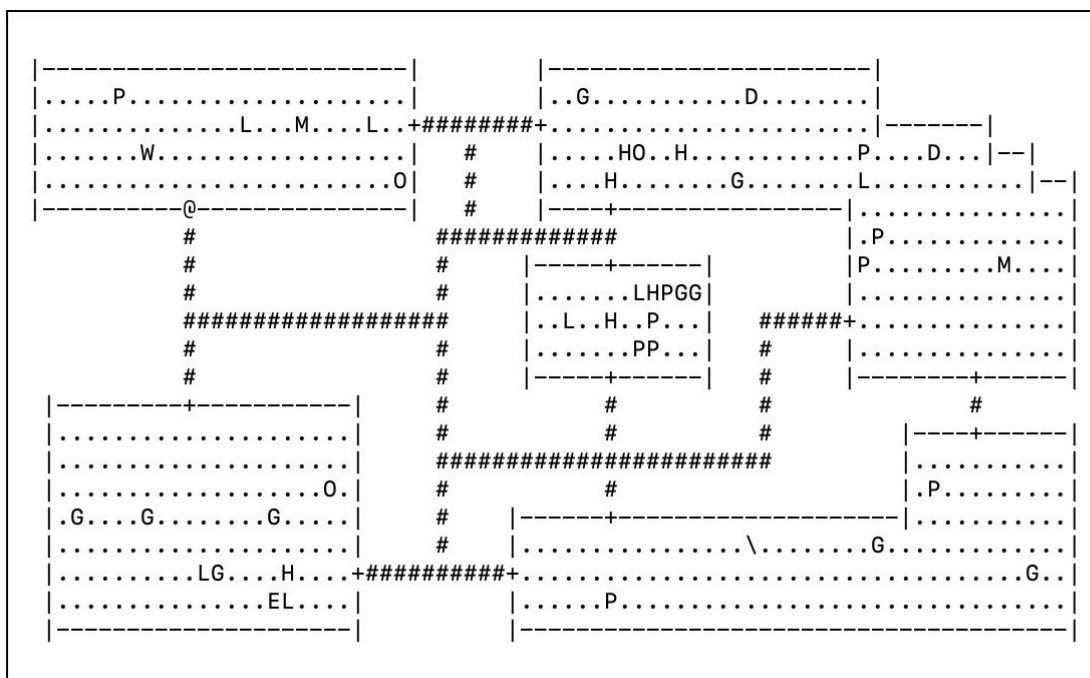 |--------------------------|        |-----------------------|
|.....P....................|        |..G...........D........|
|..............L...M....L..+########+.......................|-------|
|.......W..................|   #    |.....HO..H............P....D...|--|
|.........................O|   #    |....H........G........L...........|--|
|----------@---------------|   #    |----+----------------|...............|
           #                 #############                |.P.............|
           #                 #     |-----+------|         |P.........M....|
           #                 #     |.......LHPGG|         |...............|
           ###################     |..L..H..P...|   ######+...............|
           #                 #     |.......PP...|   #     |...............|
           #                 #     |-----+------|   #     |--------+------|
 |---------+-----------|     #           #          #              #
 |.....................|     #           #          #         |----+------|
 |.....................|     ########################         |...........|
 |...................O.|     #           #                    |.P.........|
 |.G....G........G.....|     #    |------+--------------------|...........|
 |.....................|     #    |................\........G.............|
 |..........LG....H....+##########+....................................G..|
 |...............EL....|          |......P................................|
 |---------------------|          |---------------------------------------|